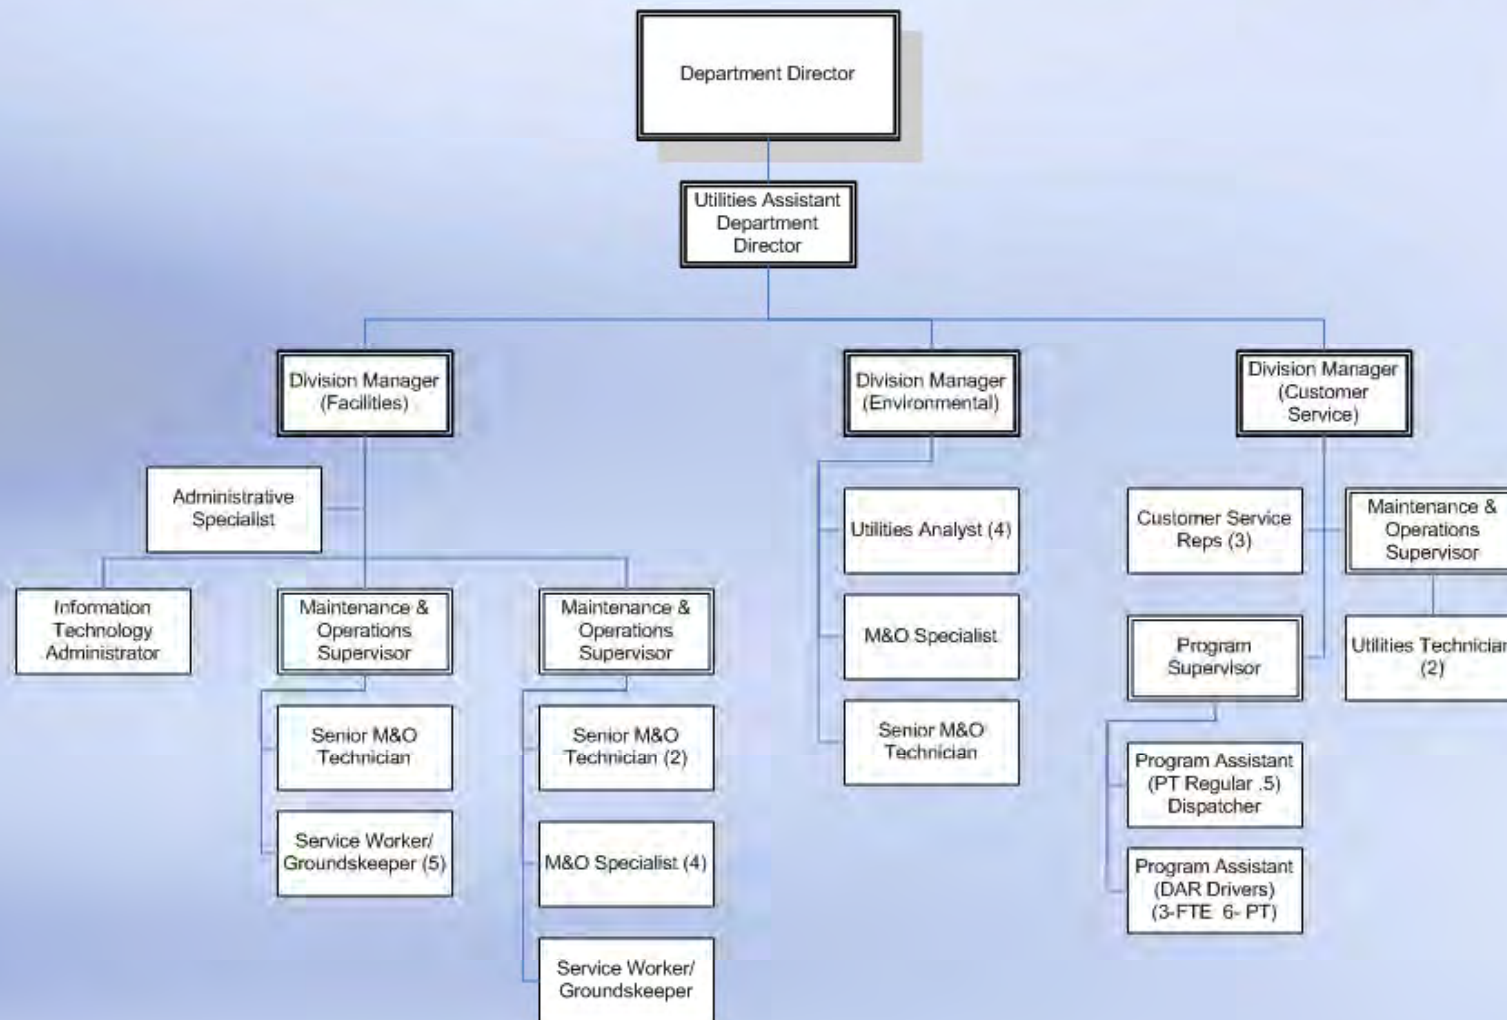 Department Director
Utilities Assistant
Department
Director
Division Manager
(Facilities)
Division Manager
(Environmental)
Division Manager
(Customer
Service)
Administrative
Specialist
Information
Technology
Administrator
Maintenance &
Operations
Supervisor
Senior M&O
Technician
Service Worker/
Groundskeeper (5)
Maintenance &
Operations
Supervisor
Senior M&O
Technician (2)
M&O Specialist (4)
Service Worker/
Groundskeeper
Utilities Analyst (4)
M&O Specialist
Senior M&O
Technician
Customer Service
Reps (3)
Maintenance &
Operations
Supervisor
Utilities Technician
(2)
Program
Supervisor
Program Assistant
(PT Regular .5)
Dispatcher
Program Assistant
(DAR Drivers)
(3-FTE 6- PT)